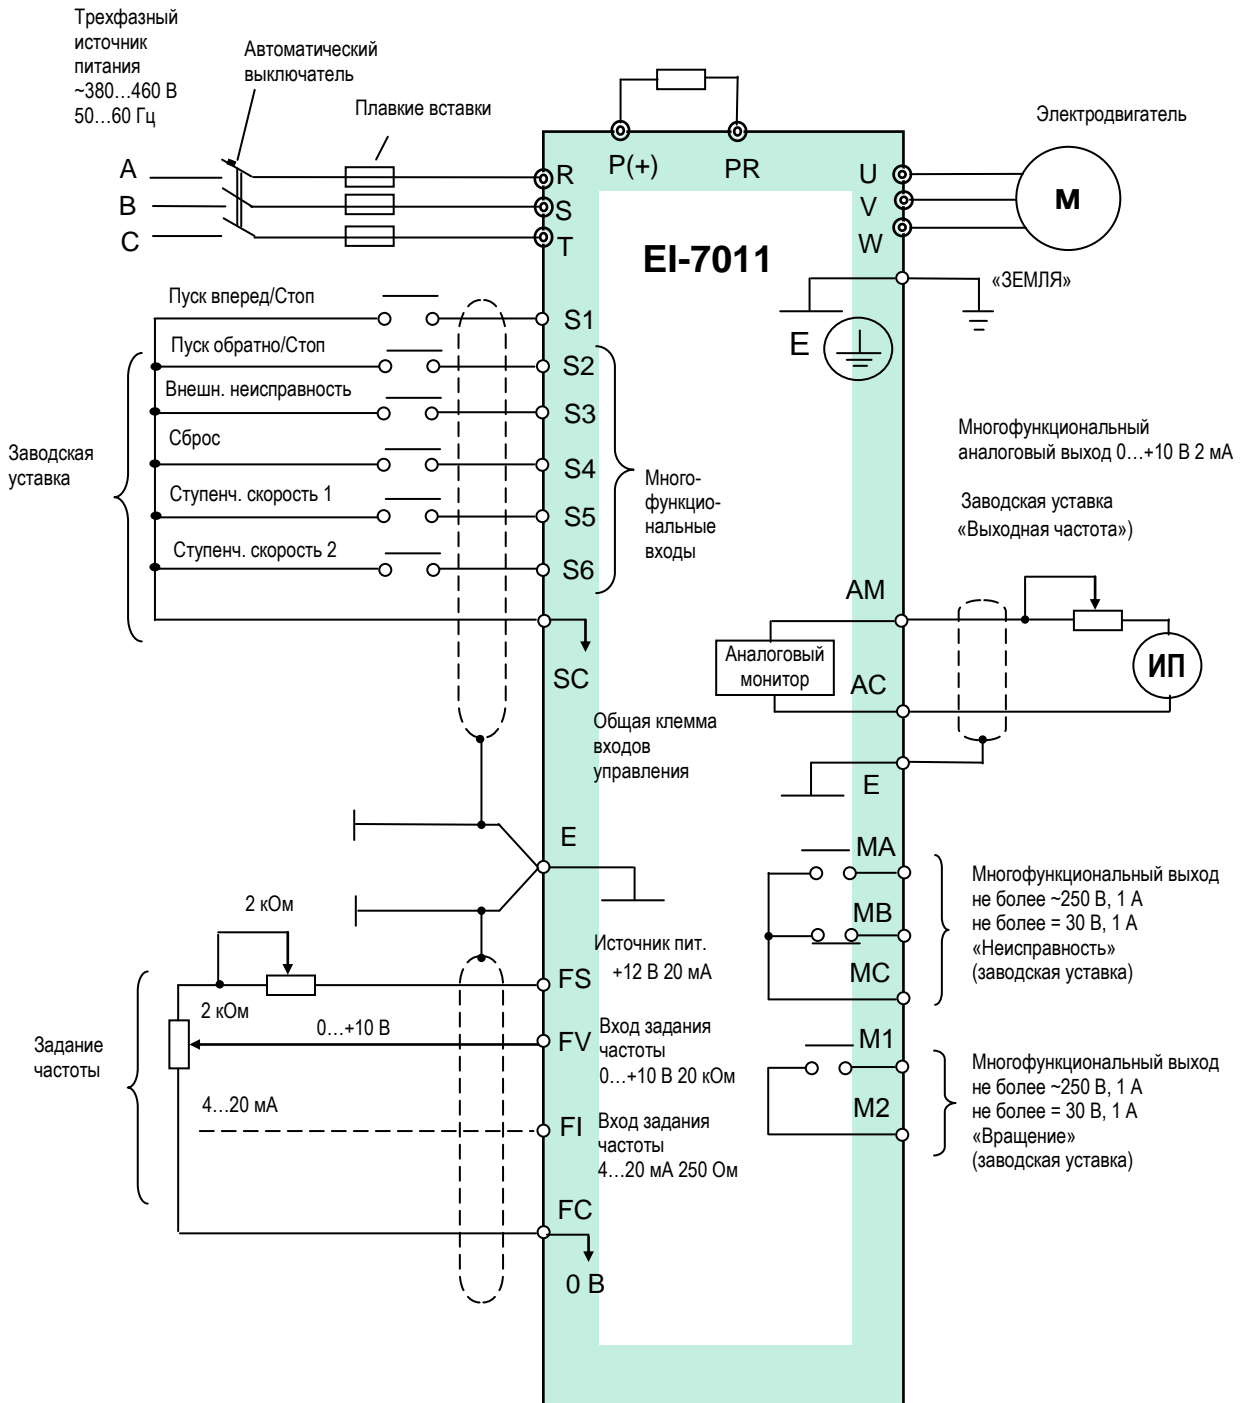 Трехфазный
источник
питания
~380…460 В
50…60 Гц
Автоматический
выключатель
Плавкие вставки
Электродвигатель
A
B
C
R
S
T
P(+)
PR
U
V
W
М
EI-7011
«ЗЕМЛЯ»
E
Пуск вперед/Стоп
S1
Пуск обратно/Стоп
S2
Внешн. неисправность
S3
Сброс
S4
Ступенч. скорость 1
S5
Ступенч. скорость 2
S6
Заводская
уставка
Много-
функцио-
нальные
входы
SC
Общая клемма
входов
управления
Многофункциональный
аналоговый выход 0…+10 В 2 мА
Заводская уставка
«Выходная частота»)
AM
Аналоговый
монитор
AC
ИП
E
E
MA
MB
MC
Многофункциональный выход
не более ~250 В, 1 А
не более = 30 В, 1 А
«Неисправность»
(заводская уставка)
M1
M2
Многофункциональный выход
не более ~250 В, 1 А
не более = 30 В, 1 А
«Вращение»
(заводская уставка)
2 кОм
2 кОм
0…+10 В
4…20 мА
Задание
частоты
FS
Источник пит.
+12 В 20 мА
FV
Вход задания
частоты
0…+10 В 20 кОм
FI
Вход задания
частоты
4…20 мА 250 Ом
FC
0 В